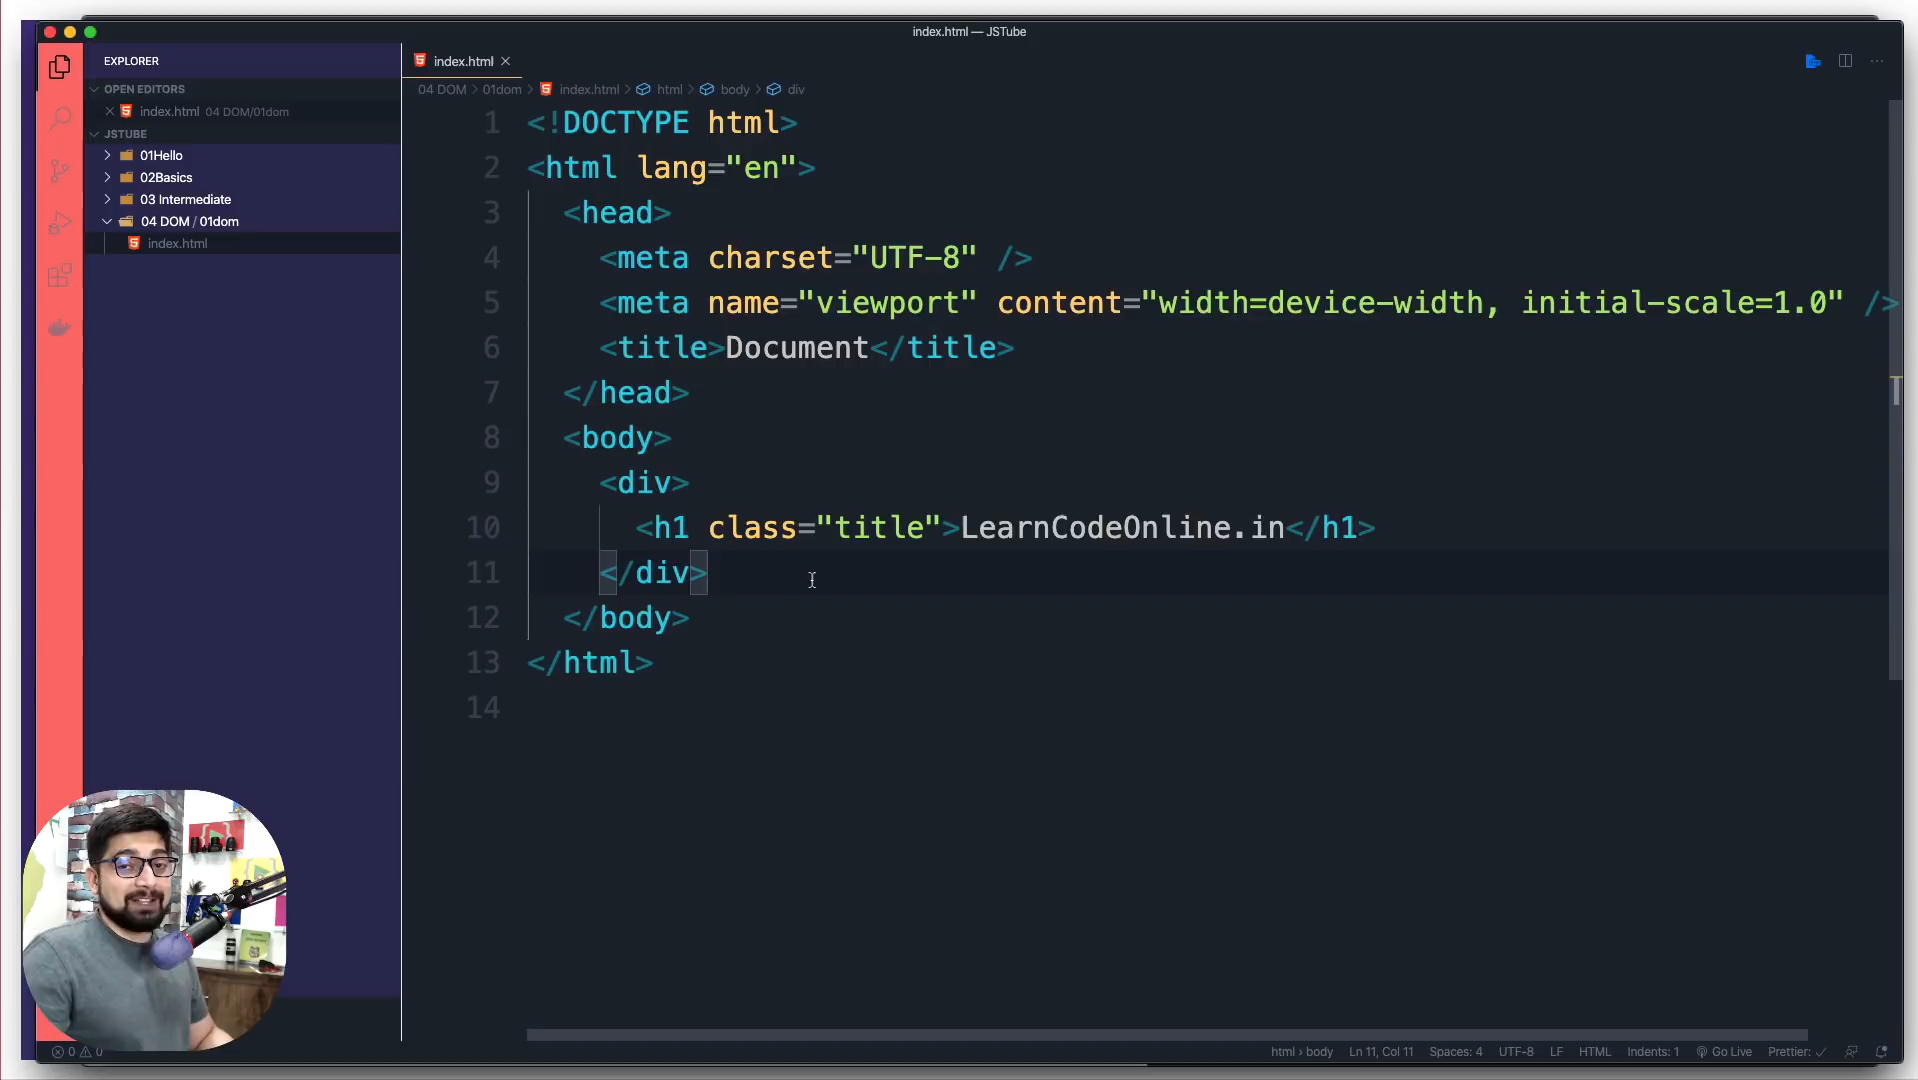 index.html — JSTube
EXPLORER
OPEN EDITORS
index.html 04 DOM/01dom
JSTUBE
01Hello
02Basics
03 Intermediate
04 DOM / 01dom
index.html
index.html
04 DOM > 01dom > index.html > html > body > div
1 <!DOCTYPE html>
2 <html lang="en">
3 <head>
4 <meta charset="UTF-8" />
5 <meta name="viewport" content="width=device-width, initial-scale=1.0" />
6 <title>Document</title>
7 </head>
8 <body>
9 <div>
10 <h1 class="title">LearnCodeOnline.in</h1>
11 </div>
12 </body>
13 </html>
14
0 0
html › body Ln 11, Col 11 Spaces: 4 UTF-8 LF HTML Indents: 1 Go Live Prettier: ✓